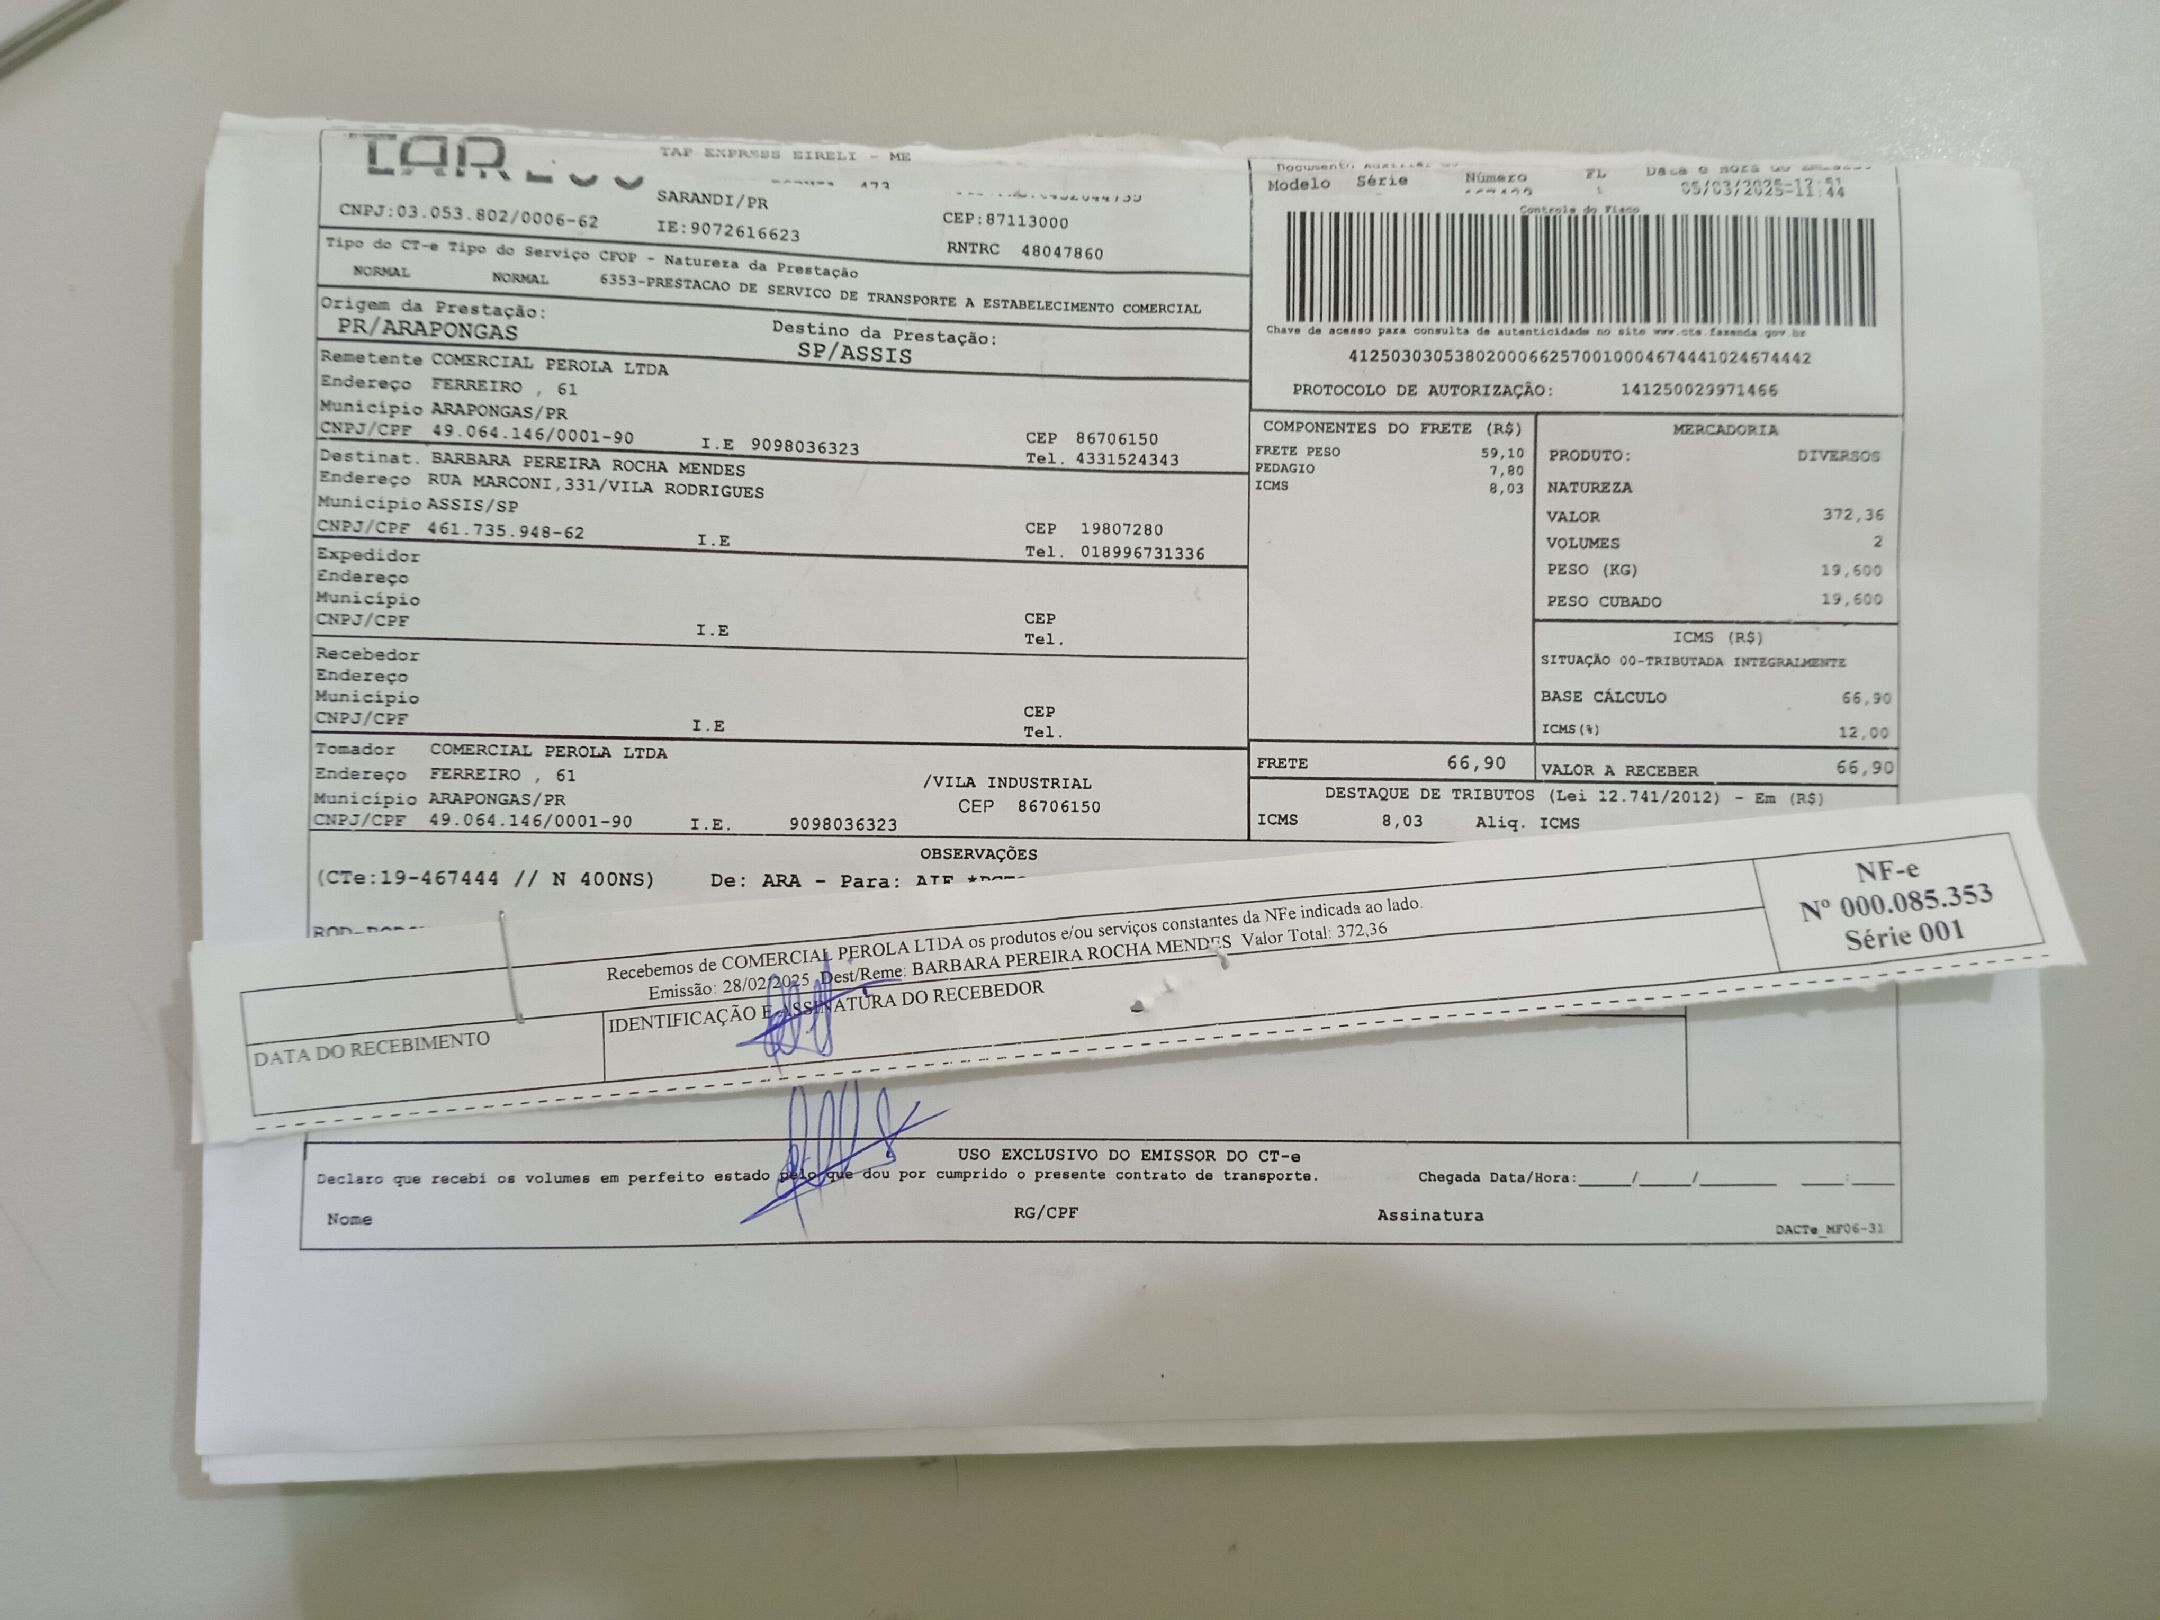 TAP EXPRESS EIRELI - ME
SARANDI/PR
CNPJ:03.053.802/0006-62 IE:9072616623 CEP:87113000
RNTRC 48047860
Modelo Série Número FL
05/03/2025-
Controle do Fisco
Tipo do CT-e Tipo do Serviço CFOP - Natureza da Prestação
NORMAL NORMAL 6353-PRESTACAO DE SERVICO DE TRANSPORTE A ESTABELECIMENTO COMERCIAL
Origem da Prestação: Destino da Prestação:
PR/ARAPONGAS SP/ASSIS
Chave de acesso para consulta de autenticidade no site www.cte.fazenda.gov.br
41250303053802000662570010004674441024674442
PROTOCOLO DE AUTORIZAÇÃO: 141250029971466
Remetente COMERCIAL PEROLA LTDA
Endereço FERREIRO , 61
Município ARAPONGAS/PR
CNPJ/CPF 49.064.146/0001-90 I.E 9098036323 CEP 86706150
Tel. 4331524343
Destinat. BARBARA PEREIRA ROCHA MENDES
Endereço RUA MARCONI,331/VILA RODRIGUES
Município ASSIS/SP
CNPJ/CPF 461.735.948-62 I.E CEP 19807280
Tel. 018996731336
Expedidor
Endereço
Município
CNPJ/CPF I.E CEP
Tel.
Recebedor
Endereço
Município
CNPJ/CPF I.E CEP
Tel.
Tomador COMERCIAL PEROLA LTDA
Endereço FERREIRO , 61 /VILA INDUSTRIAL
Município ARAPONGAS/PR CEP 86706150
CNPJ/CPF 49.064.146/0001-90 I.E. 9098036323
COMPONENTES DO FRETE (R$)
FRETE PESO 59,10
PEDAGIO 7,80
ICMS 8,03
MERCADORIA
PRODUTO: DIVERSOS
NATUREZA
VALOR 372,36
VOLUMES 2
PESO (KG) 19,600
PESO CUBADO 19,600
ICMS (R$)
SITUAÇÃO 00-TRIBUTADA INTEGRALMENTE
BASE CÁLCULO 66,90
ICMS(%) 12,00
FRETE 66,90 VALOR A RECEBER 66,90
DESTAQUE DE TRIBUTOS (Lei 12.741/2012) - Em (R$)
ICMS 8,03 Aliq. ICMS
OBSERVAÇÕES
(CTe:19-467444 // N 400NS) De: ARA - Para:
Recebemos de COMERCIAL PEROLA LTDA os produtos e/ou serviços constantes da NFe indicada ao lado.
Emissão: 28/02/2025 Dest/Reme: BARBARA PEREIRA ROCHA MENDES Valor Total: 372,36
DATA DO RECEBIMENTO IDENTIFICAÇÃO E ASSINATURA DO RECEBEDOR
NF-e
Nº 000.085.353
Série 001
USO EXCLUSIVO DO EMISSOR DO CT-e
Declaro que recebi os volumes em perfeito estado pelo que dou por cumprido o presente contrato de transporte. Chegada Data/Hora:_____/_____/_______ ____:____
Nome RG/CPF Assinatura
DACTe_MF06-31